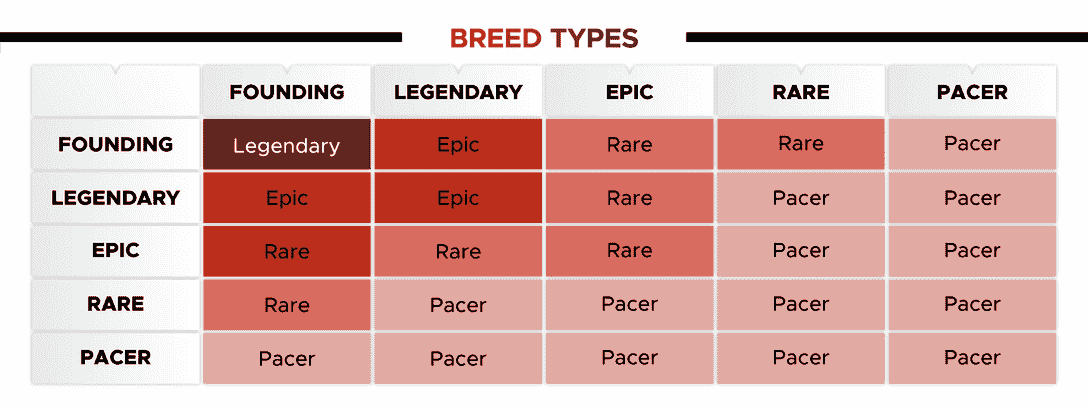 BREED TYPES
FOUNDING LEGENDARY EPIC RARE PACER
FOUNDING Legendary Epic Rare Rare Pacer
LEGENDARY Epic Epic Rare Pacer Pacer
EPIC Rare Rare Rare Pacer Pacer
RARE Rare Pacer Pacer Pacer Pacer
PACER Pacer Pacer Pacer Pacer Pacer